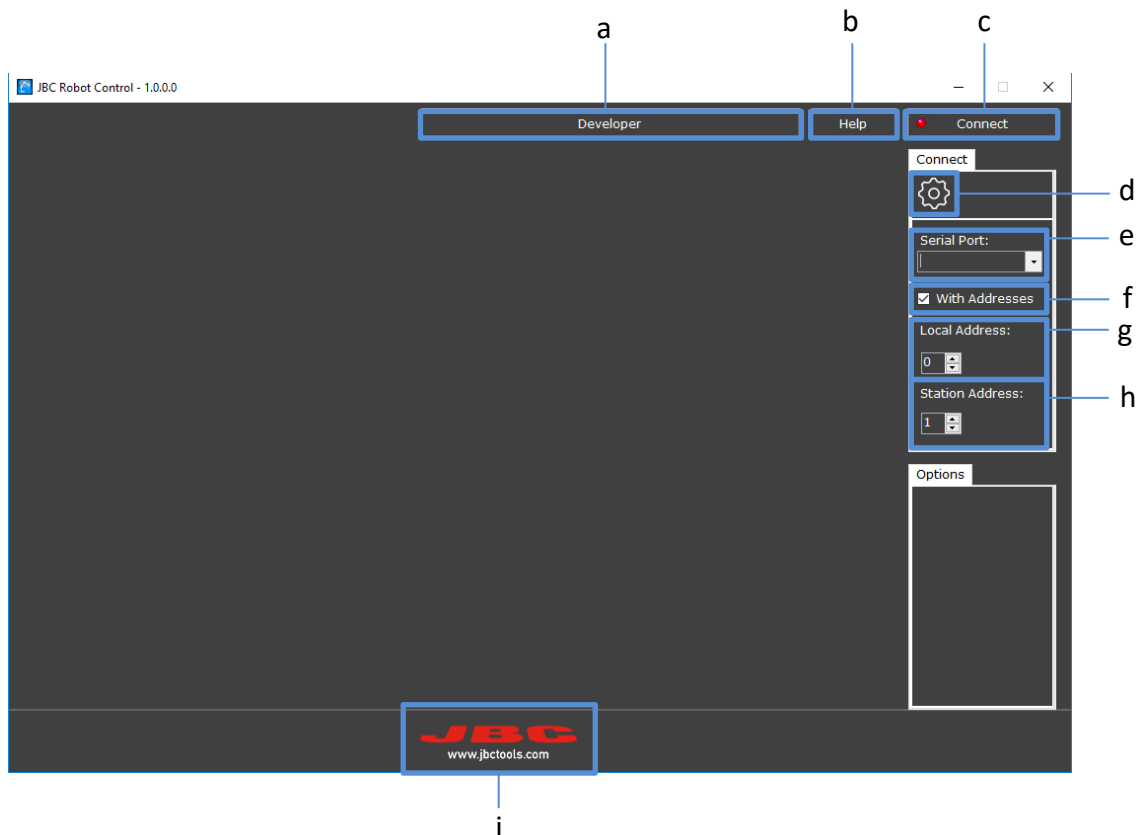 a b c
JBC Robot Control - 1.0.0.0
Developer Help Connect
Connect
d
Serial Port:
e
With Addresses
f
Local Address:
g
0
Station Address:
h
1
Options
JBC
www.jbctools.com
i